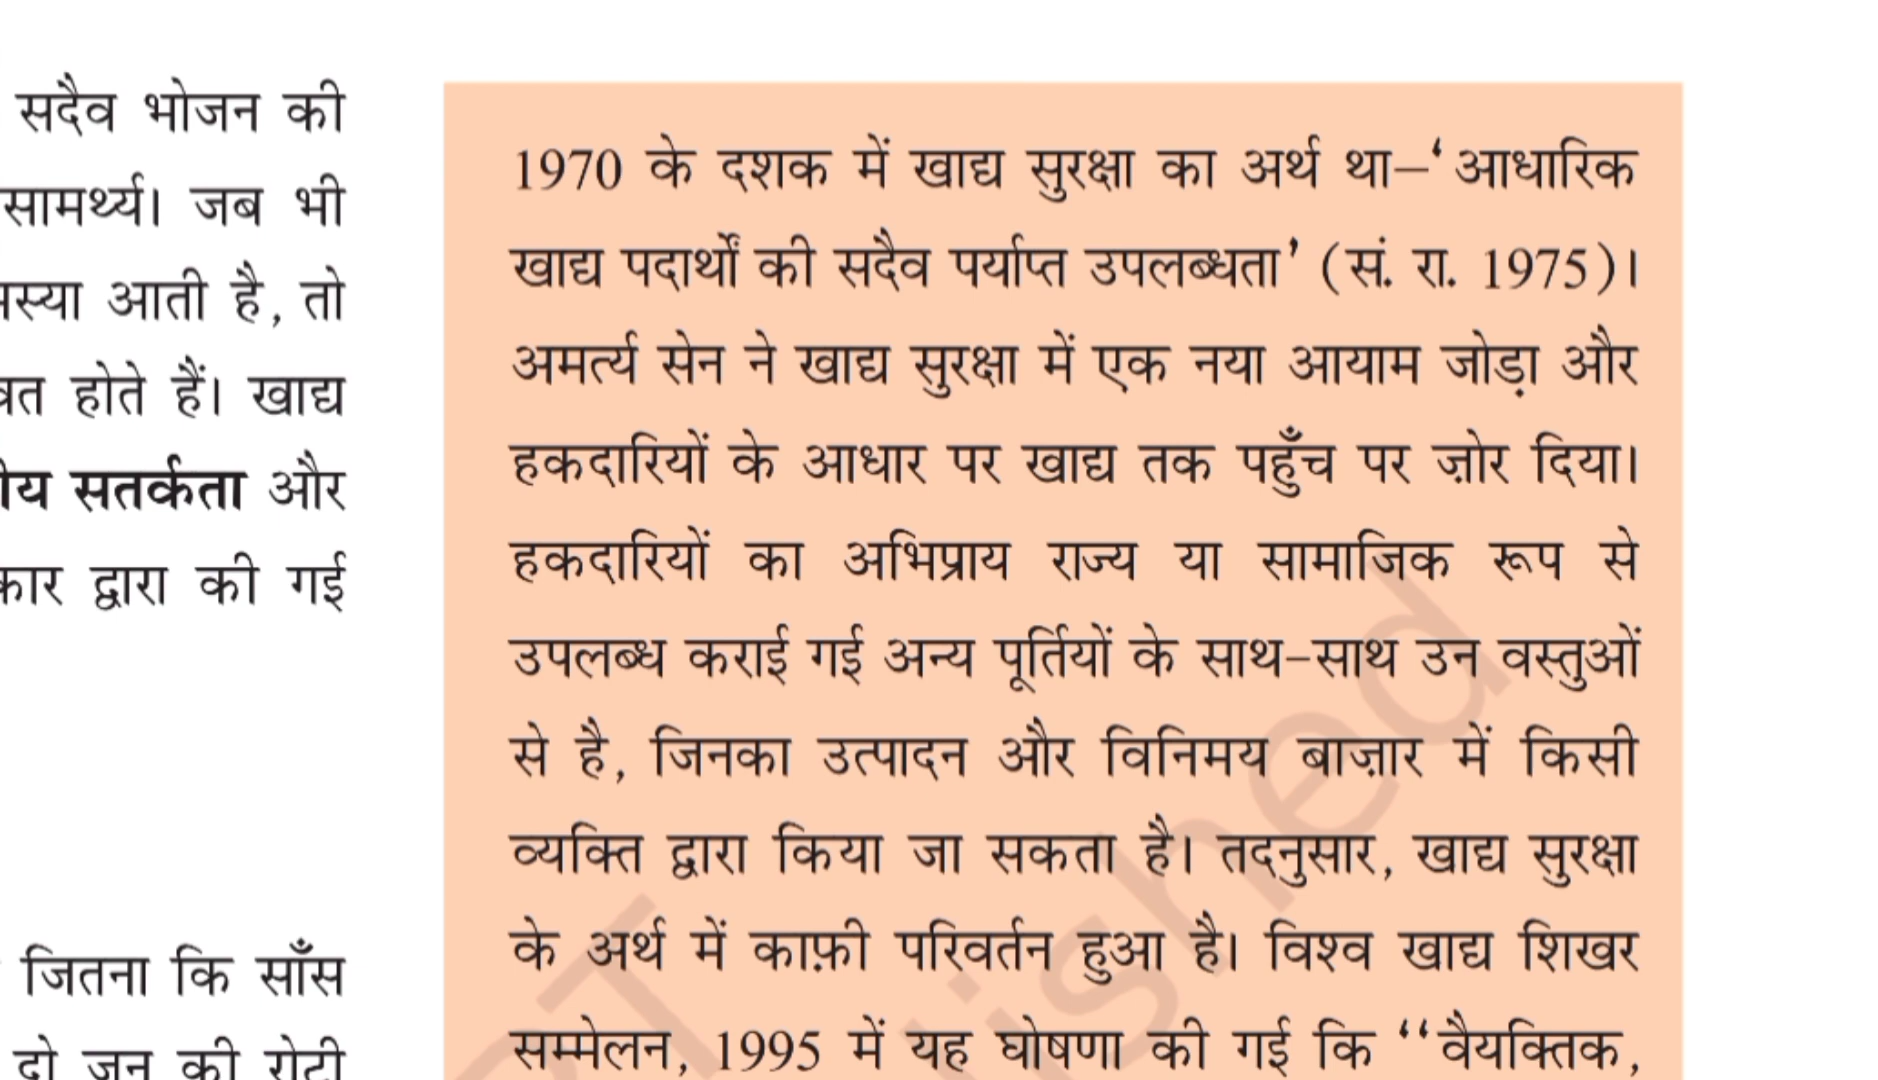 सदैव भोजन की
सामर्थ्य। जब भी
आती है, तो
होते हैं। खाद्य
सतर्कता और
द्वारा की गई
जितना कि साँस
दो जून की रोटी
1970 के दशक में खाद्य सुरक्षा का अर्थ था–‘आधारिक
खाद्य पदार्थों की सदैव पर्याप्त उपलब्धता’ (सं. रा. 1975)।
अमर्त्य सेन ने खाद्य सुरक्षा में एक नया आयाम जोड़ा और
हकदारियों के आधार पर खाद्य तक पहुँच पर ज़ोर दिया।
हकदारियों का अभिप्राय राज्य या सामाजिक रूप से
उपलब्ध कराई गई अन्य पूर्तियों के साथ-साथ उन वस्तुओं
से है, जिनका उत्पादन और विनिमय बाज़ार में किसी
व्यक्ति द्वारा किया जा सकता है। तदनुसार, खाद्य सुरक्षा
के अर्थ में काफ़ी परिवर्तन हुआ है। विश्व खाद्य शिखर
सम्मेलन, 1995 में यह घोषणा की गई कि ‘‘वैयक्तिक,